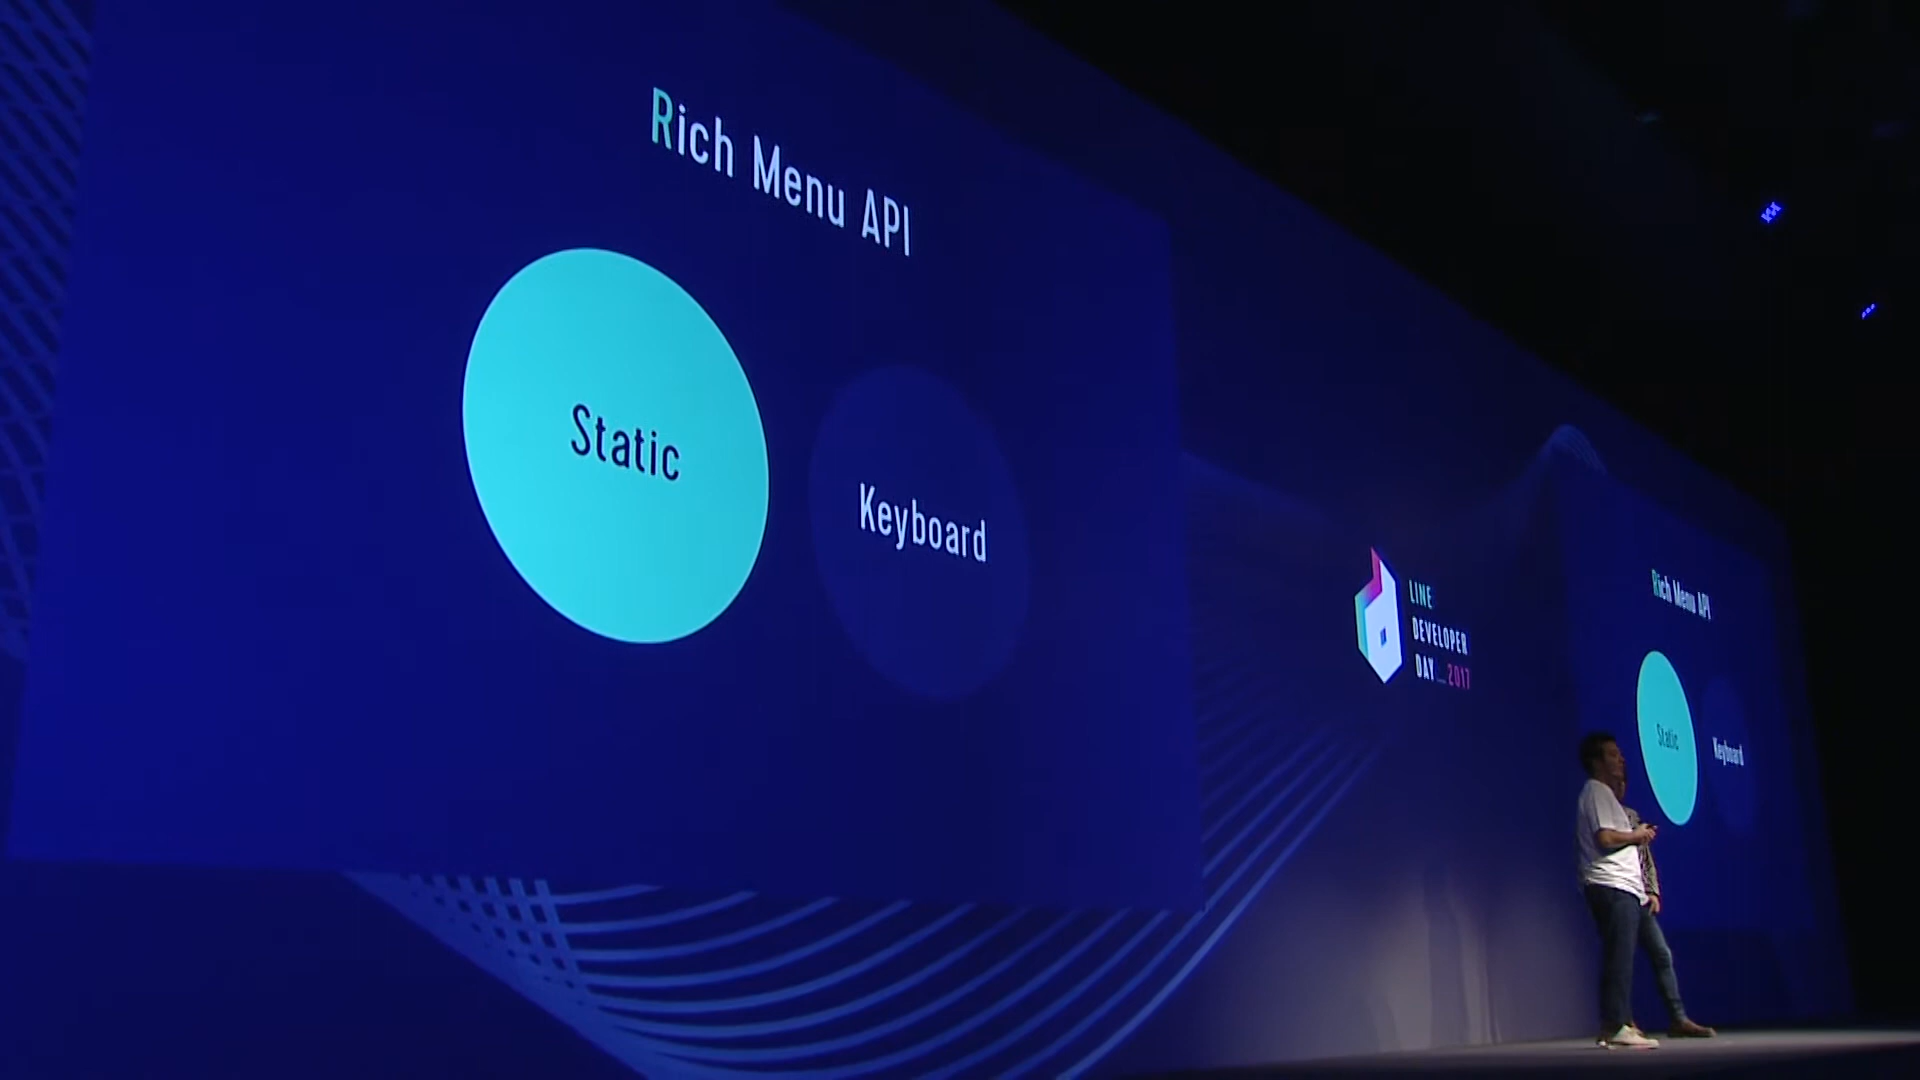 Rich Menu API
Static
Keyboard
LINE
DEVELOPER
DAY_2017
Rich Menu API
Static
Keyboard